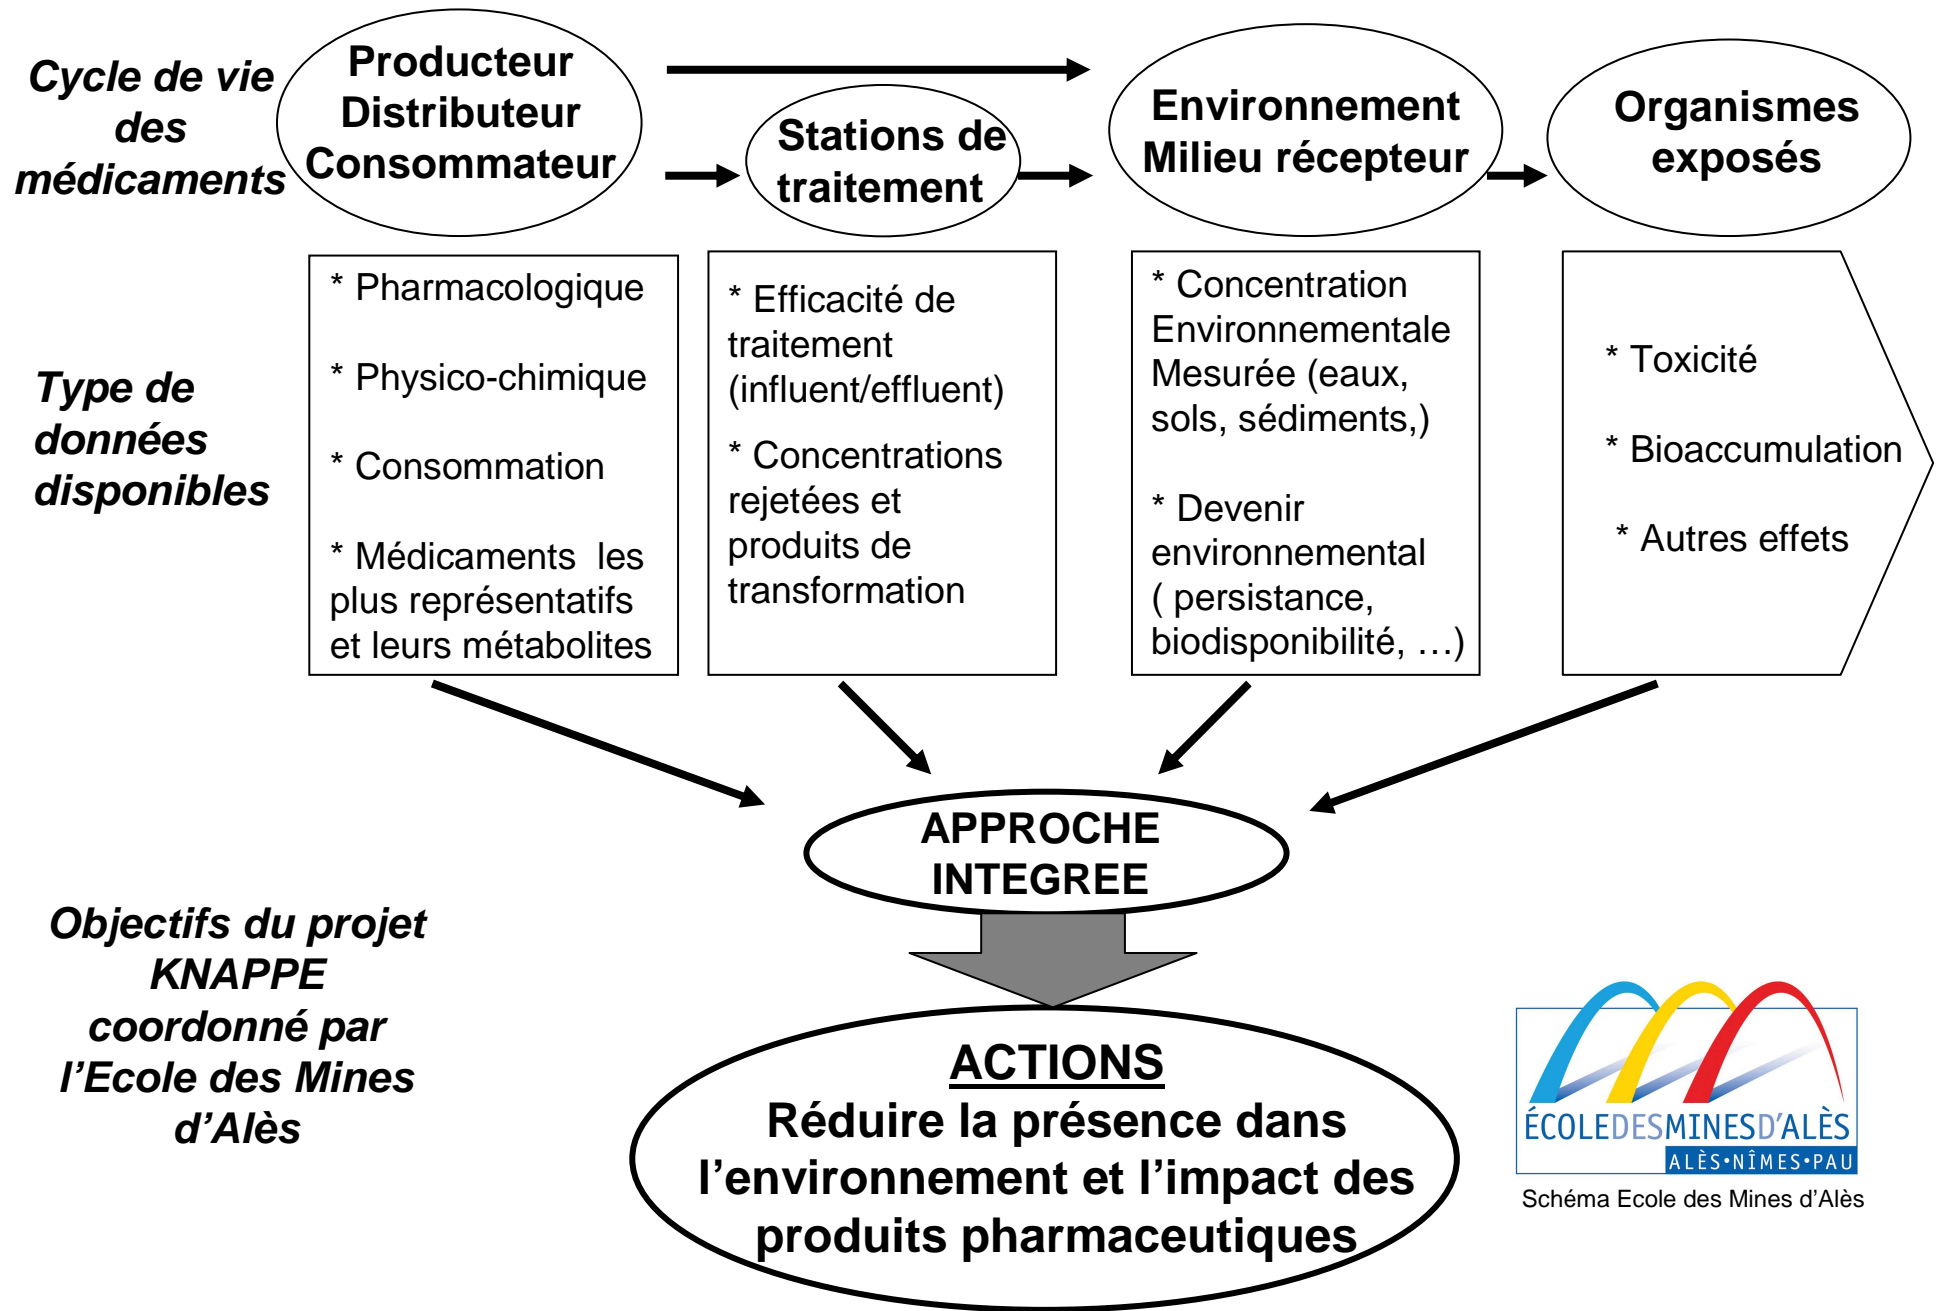 Cycle de vie
des
médicaments
Producteur
Distributeur
Consommateur
Stations de
traitement
Environnement
Milieu récepteur
Organismes
exposés
Type de
données
disponibles
* Pharmacologique
* Physico-chimique
* Consommation
* Médicaments les
plus représentatifs
et leurs métabolites
* Efficacité de
traitement
(influent/effluent)
* Concentrations
rejetées et
produits de
transformation
* Concentration
Environnementale
Mesurée (eaux,
sols, sédiments,)
* Devenir
environnemental
( persistance,
biodisponibilité, …)
* Toxicité
* Bioaccumulation
* Autres effets
APPROCHE
INTEGREE
Objectifs du projet
KNAPPE
coordonné par
l’Ecole des Mines
d’Alès
ACTIONS
Réduire la présence dans
l’environnement et l’impact des
produits pharmaceutiques
ÉCOLEDESMINESD’ALÈS
ALÈS•NÎMES•PAU
Schéma Ecole des Mines d’Alès